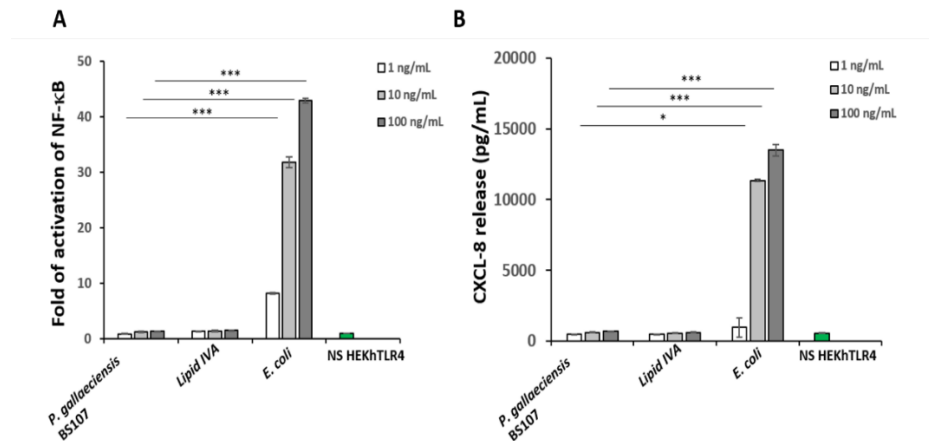 A
Fold of activation of NF-κB
50
40
30
20
10
0
***
***
***
1 ng/mL
10 ng/mL
100 ng/mL
P. gallaeciensis
BS107
Lipid IVA
E. coli
NS HEKhTLR4
B
CXCL-8 release (pg/mL)
20000
15000
10000
5000
0
***
***
*
1 ng/mL
10 ng/mL
100 ng/mL
P. gallaeciensis
BS107
Lipid IVA
E. coli
NS HEKhTLR4